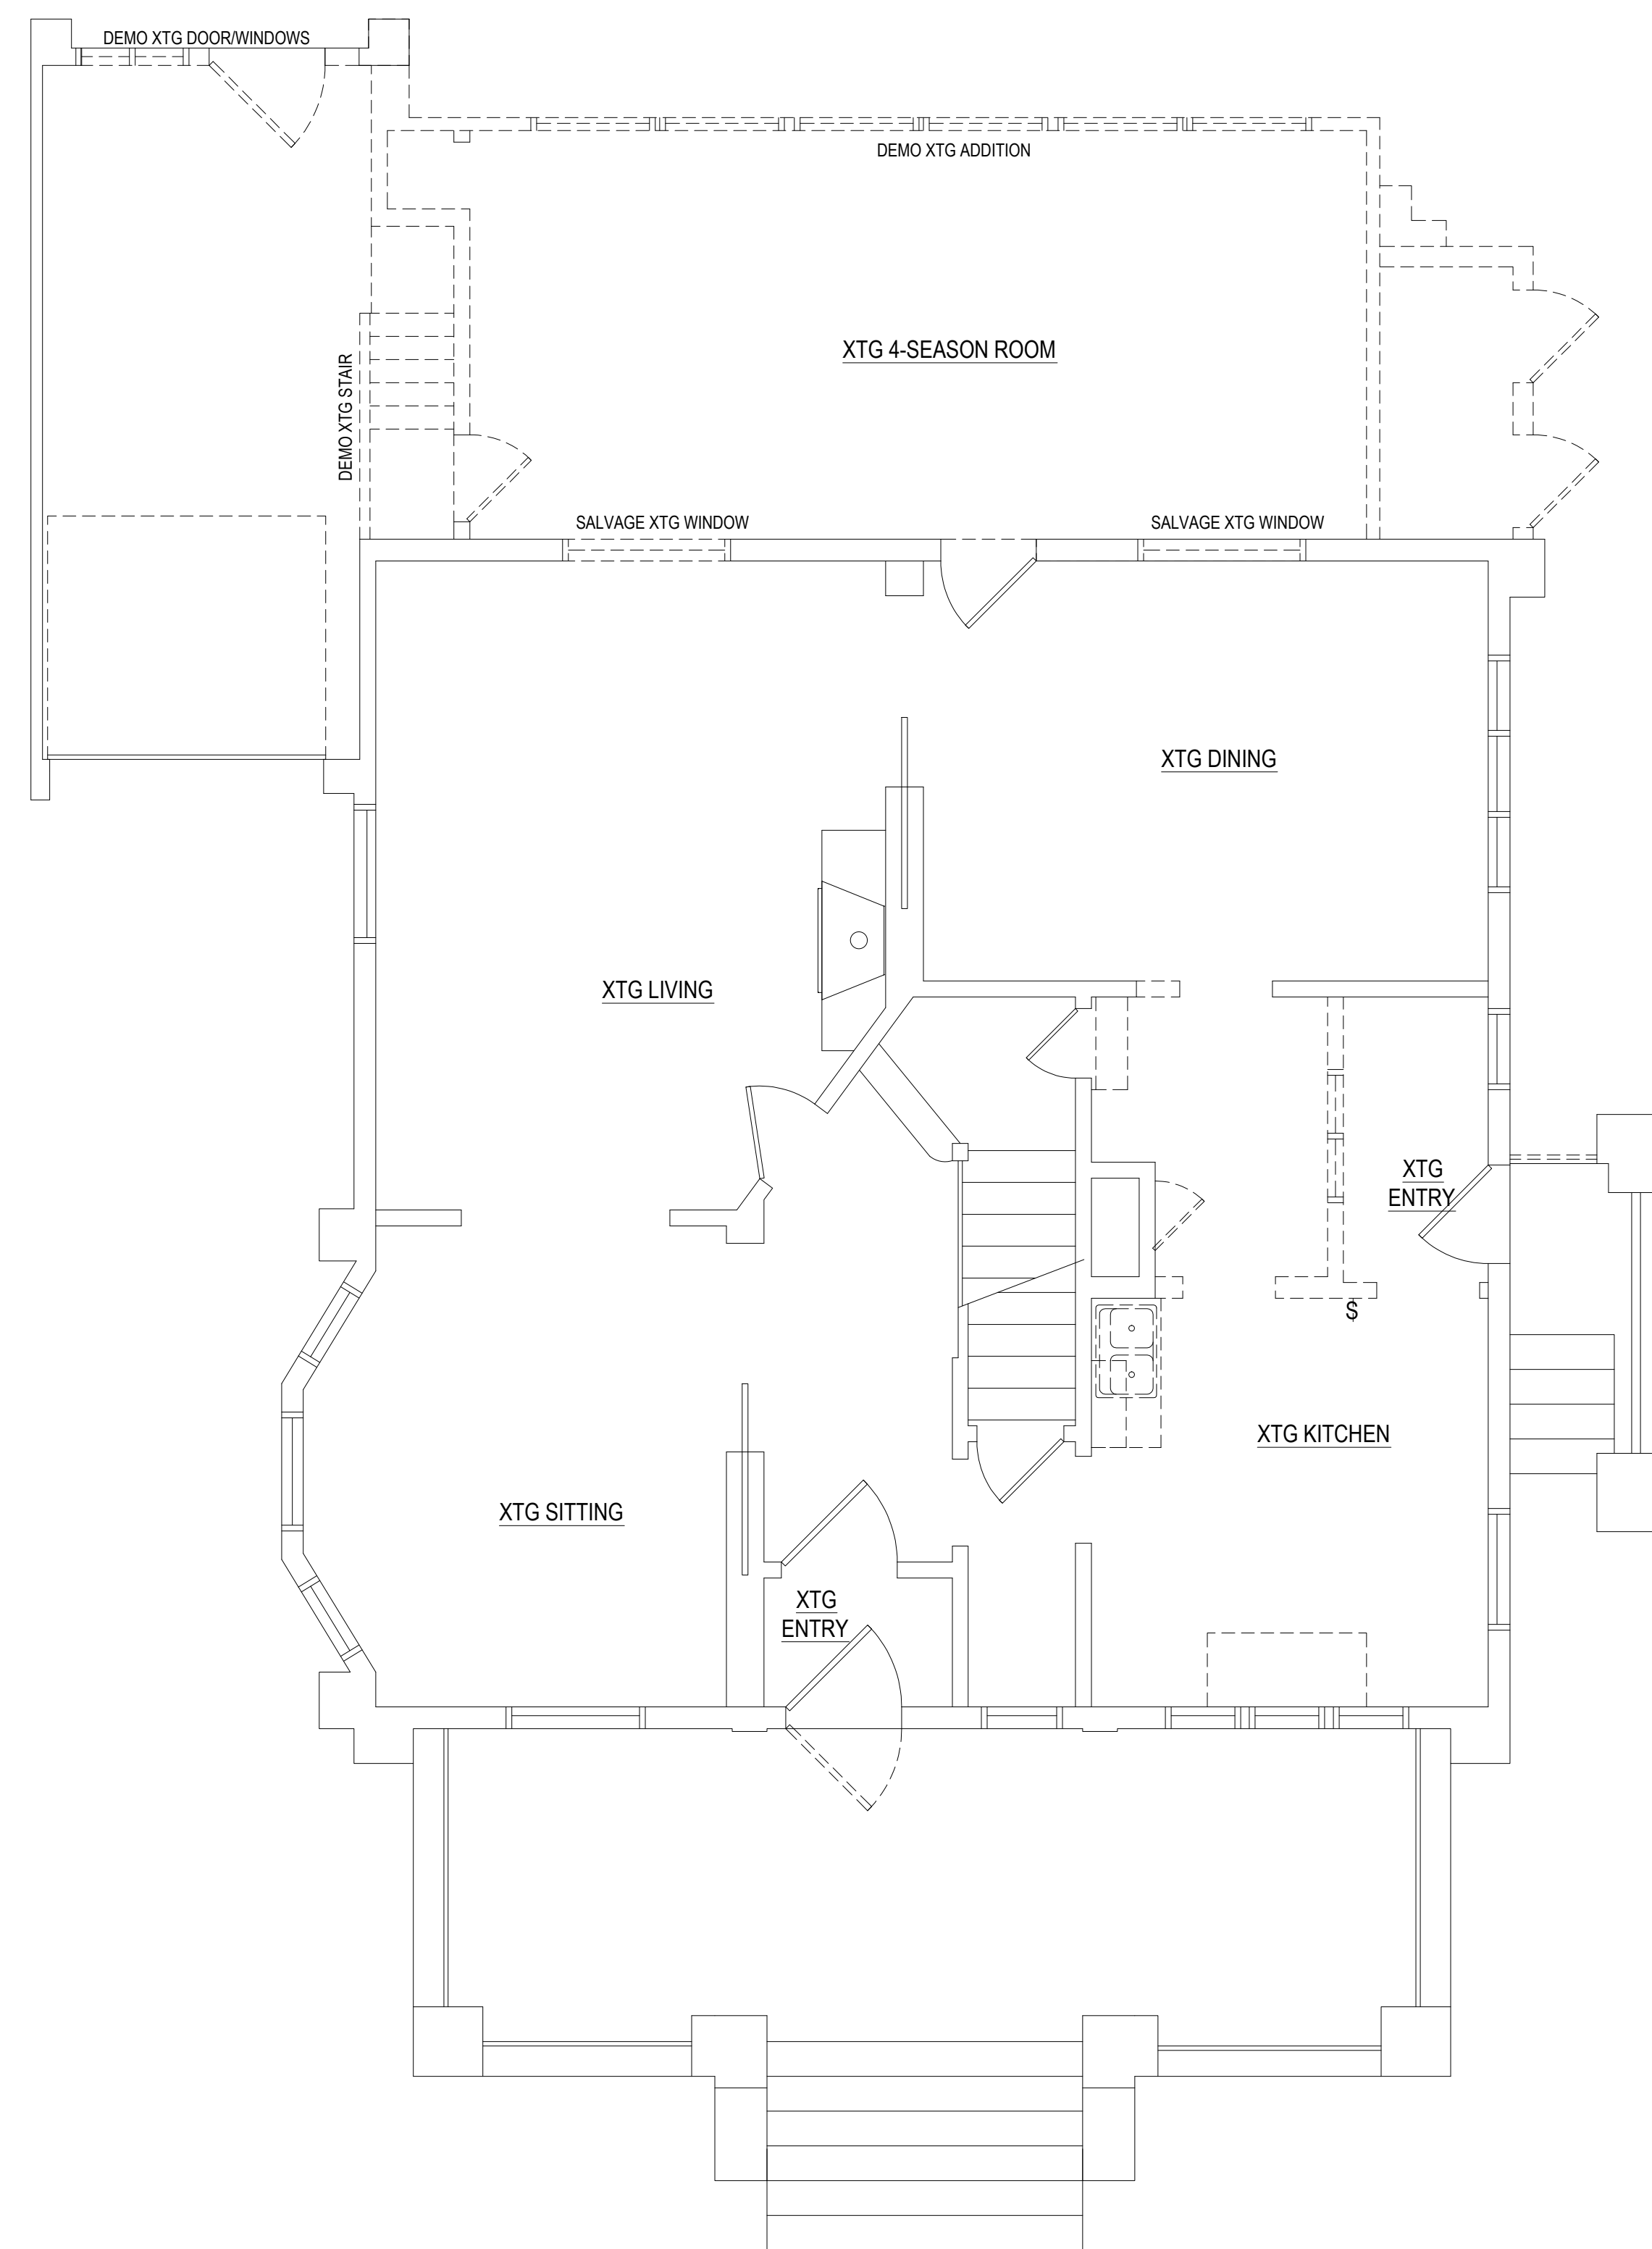 DEMO XTG DOOR/WINDOWS
DEMO XTG ADDITION
XTG 4-SEASON ROOM
DEMO XTG STAIR
SALVAGE XTG WINDOW
SALVAGE XTG WINDOW
XTG DINING
XTG LIVING
XTG
ENTRY
$
XTG KITCHEN
XTG SITTING
XTG
ENTRY